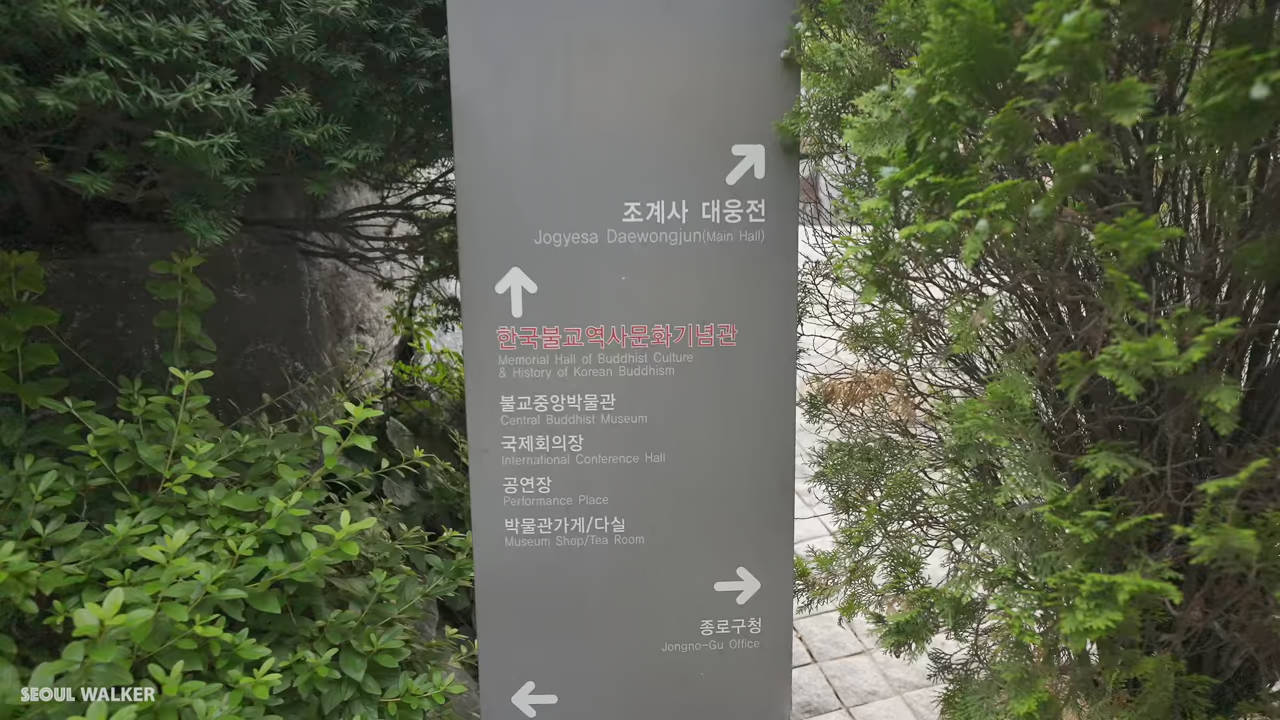 조계사 대웅전
Jogyesa Daewongjun(Main Hall)
한국불교역사문화기념관
Memorial Hall of Buddhist Culture
& History of Korean Buddhism
불교중앙박물관
Central Buddhist Museum
국제회의장
International Conference Hall
공연장
Performance Place
박물관가게/다실
Museum Shop/Tea Room
종로구청
Jongno-Gu Office
SEOUL WALKER